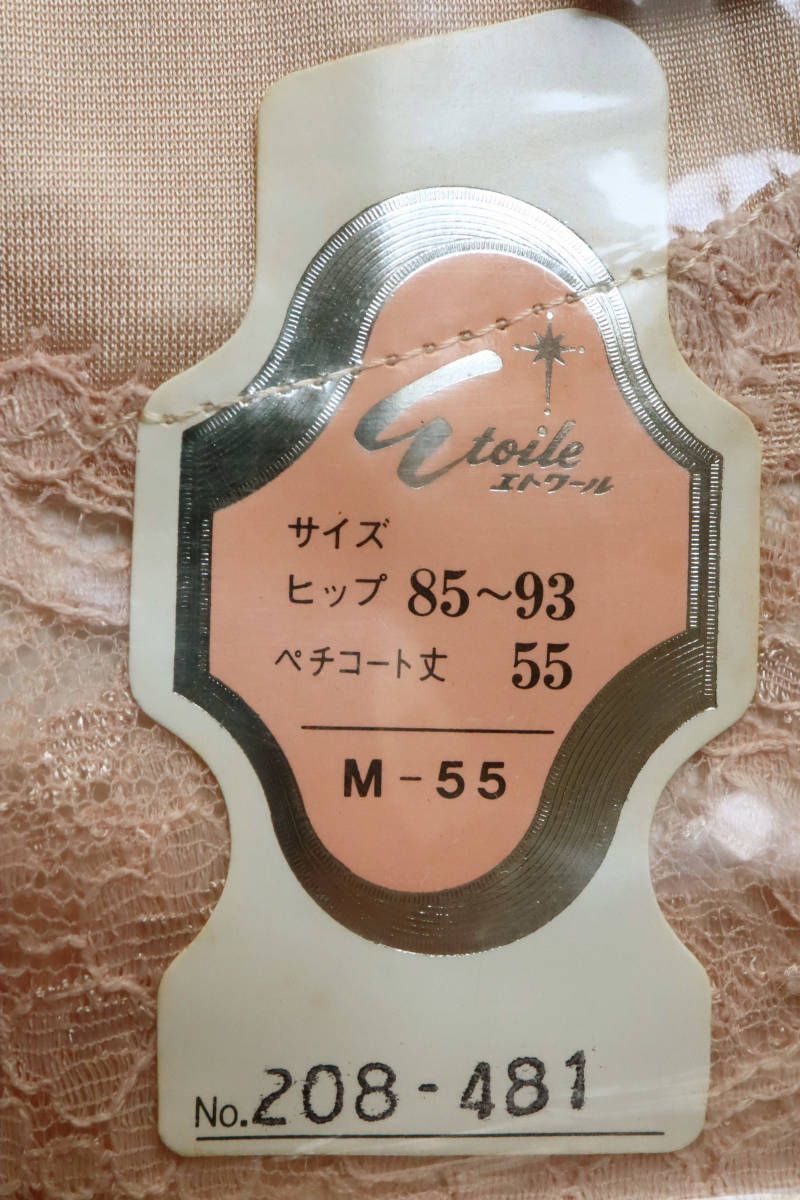 Etoile
エトワール
サイズ
ヒップ 85〜93
ペチコート丈 55
M-55
No. 208-481